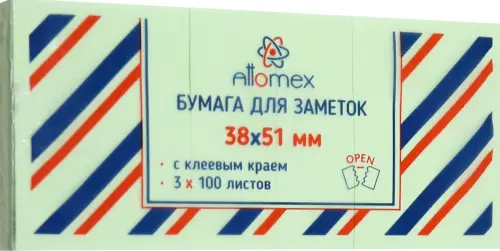 Attomex
БУМАГА ДЛЯ ЗАМЕТОК
38x51 мм
• с клеевым краем
• 3 x 100 листов
OPEN